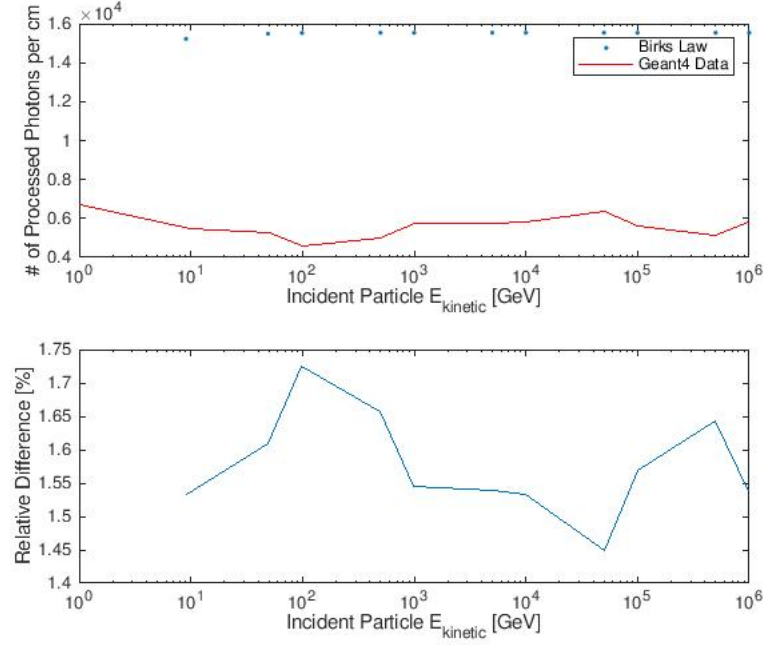 × 10^4
1.6
1.4
1.2
1
0.8
0.6
0.4
# of Processed Photons per cm
Birks Law
Geant4 Data
10^0 10^1 10^2 10^3 10^4 10^5 10^6
Incident Particle E_kinetic [GeV]
1.75
1.7
1.65
1.6
1.55
1.5
1.45
1.4
Relative Difference [%]
10^0 10^1 10^2 10^3 10^4 10^5 10^6
Incident Particle E_kinetic [GeV]